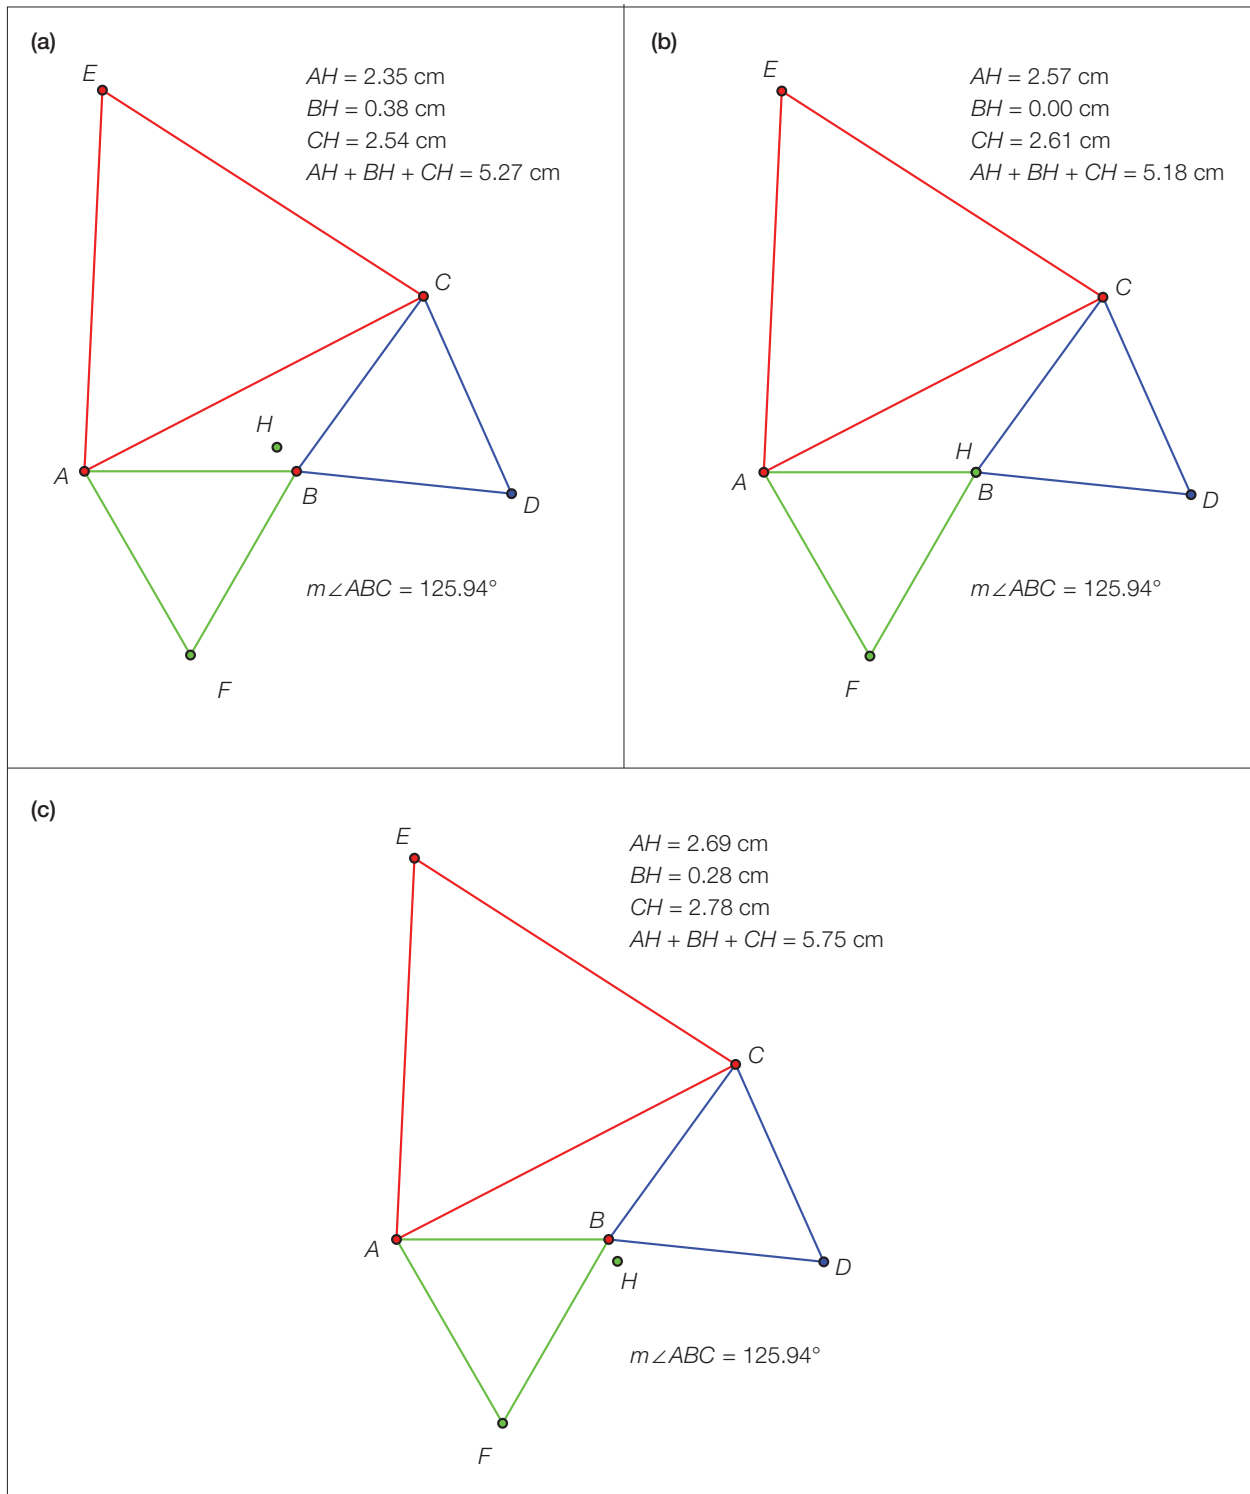 (a)
E
AH = 2.35 cm
BH = 0.38 cm
CH = 2.54 cm
AH + BH + CH = 5.27 cm
C
H
A
B
D
m∠ABC = 125.94°
F
(b)
E
AH = 2.57 cm
BH = 0.00 cm
CH = 2.61 cm
AH + BH + CH = 5.18 cm
C
H
A
B
D
m∠ABC = 125.94°
F
(c)
E
AH = 2.69 cm
BH = 0.28 cm
CH = 2.78 cm
AH + BH + CH = 5.75 cm
C
B
A
H
D
m∠ABC = 125.94°
F